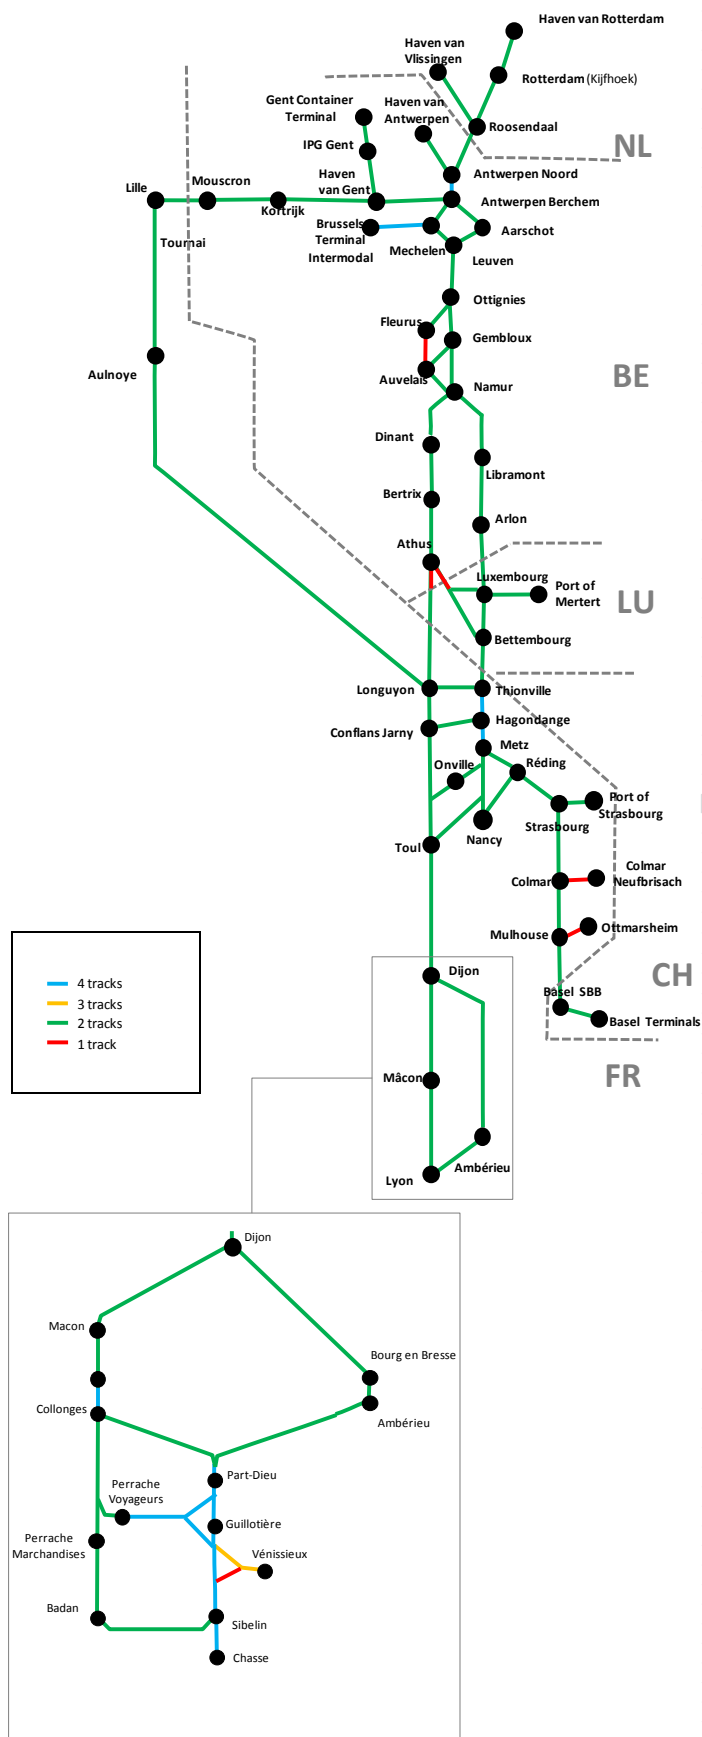 Haven van Rotterdam
Haven van
Vlissingen
Rotterdam (Kijfhoek)
Gent Container
Terminal
Haven van
Antwerpen
Roosendaal
NL
IPG Gent
Haven
van Gent
Antwerpen Noord
Lille
Mouscron
Kortrijk
Antwerpen Berchem
Brussels
Terminal
Intermodal
Aarschot
Tournai
Mechelen
Leuven
Ottignies
Fleurus
Gembloux
Aulnoye
Auvelais
BE
Namur
Dinant
Libramont
Bertrix
Arlon
Athus
Luxembourg
Port of
Mertert
LU
Bettembourg
Longuyon
Thionville
Conflans Jarny
Hagondange
Metz
Onville
Réding
Port of
Strasbourg
Strasbourg
Nancy
Toul
Colmar
Neufbrisach
Colmar
Ottmarsheim
Mulhouse
Dijon
CH
4 tracks
3 tracks
2 tracks
1 track
Basel SBB
Basel Terminals
FR
Mâcon
Ambérieu
Lyon
Dijon
Macon
Bourg en Bresse
Collonges
Ambérieu
Part-Dieu
Perrache
Voyageurs
Guillotière
Perrache
Marchandises
Vénissieux
Badan
Sibelin
Chasse